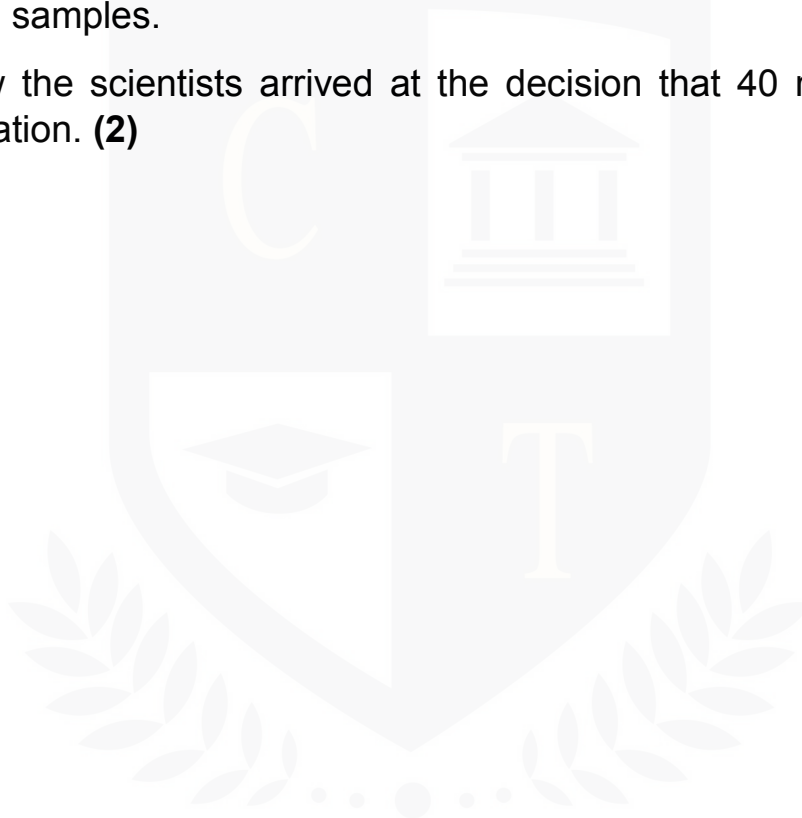 samples.
the scientists arrived at the decision that 40
ation. (2)
C
T